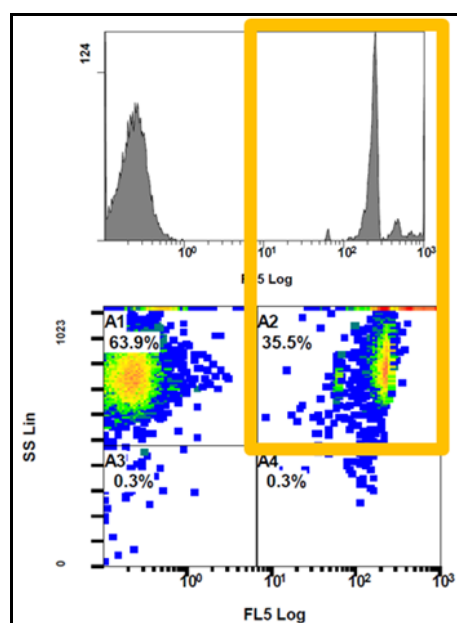 124
10⁰ 10¹ 10² 10³
FL5 Log
1023
A1 A2
63.9% 35.5%
SS Lin
A3 A4
0.3% 0.3%
0
10⁰ 10¹ 10² 10³
FL5 Log